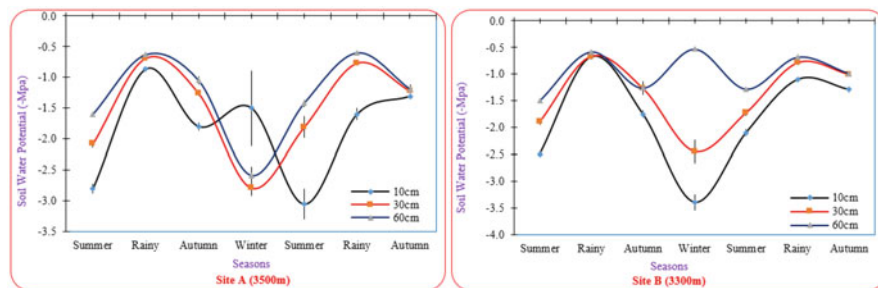 0.0
-0.5
-1.0
-1.5
-2.0
-2.5
-3.0
-3.5
Soil Water Potential (-Mpa)
10cm
30cm
60cm
Summer Rainy Autumn Winter Summer Rainy Autumn
Seasons
Site A (3500m)
0.0
-0.5
-1.0
-1.5
-2.0
-2.5
-3.0
-3.5
-4.0
Soil Water Potential (-Mpa)
10cm
30cm
60cm
Summer Rainy Autumn Winter Summer Rainy Autumn
Seasons
Site B (3300m)